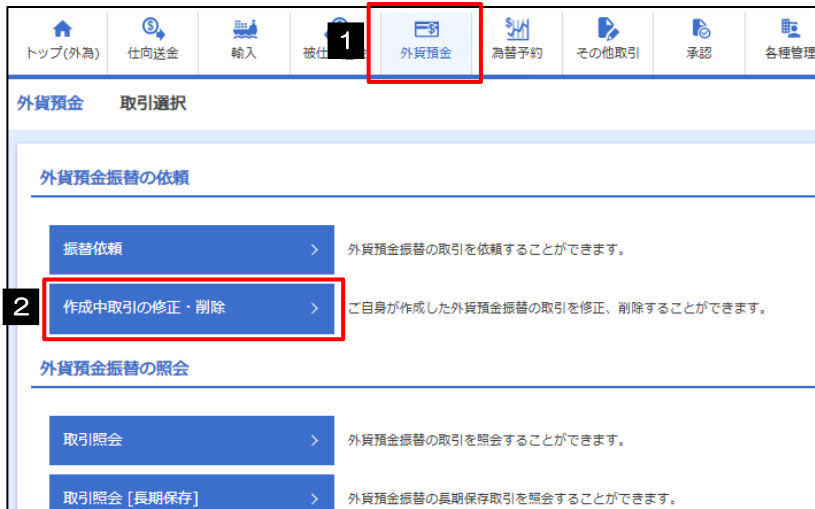 トップ(外為) 仕向送金 輸入 被仕 1 外貨預金 為替予約 その他取引 承認 各種管理
外貨預金 取引選択
外貨預金振替の依頼
振替依頼 > 外貨預金振替の取引を依頼することができます。
2 作成中取引の修正・削除 > ご自身が作成した外貨預金振替の取引を修正、削除することができます。
外貨預金振替の照会
取引照会 > 外貨預金振替の取引を照会することができます。
取引照会 [長期保存] > 外貨預金振替の長期保存取引を照会することができます。